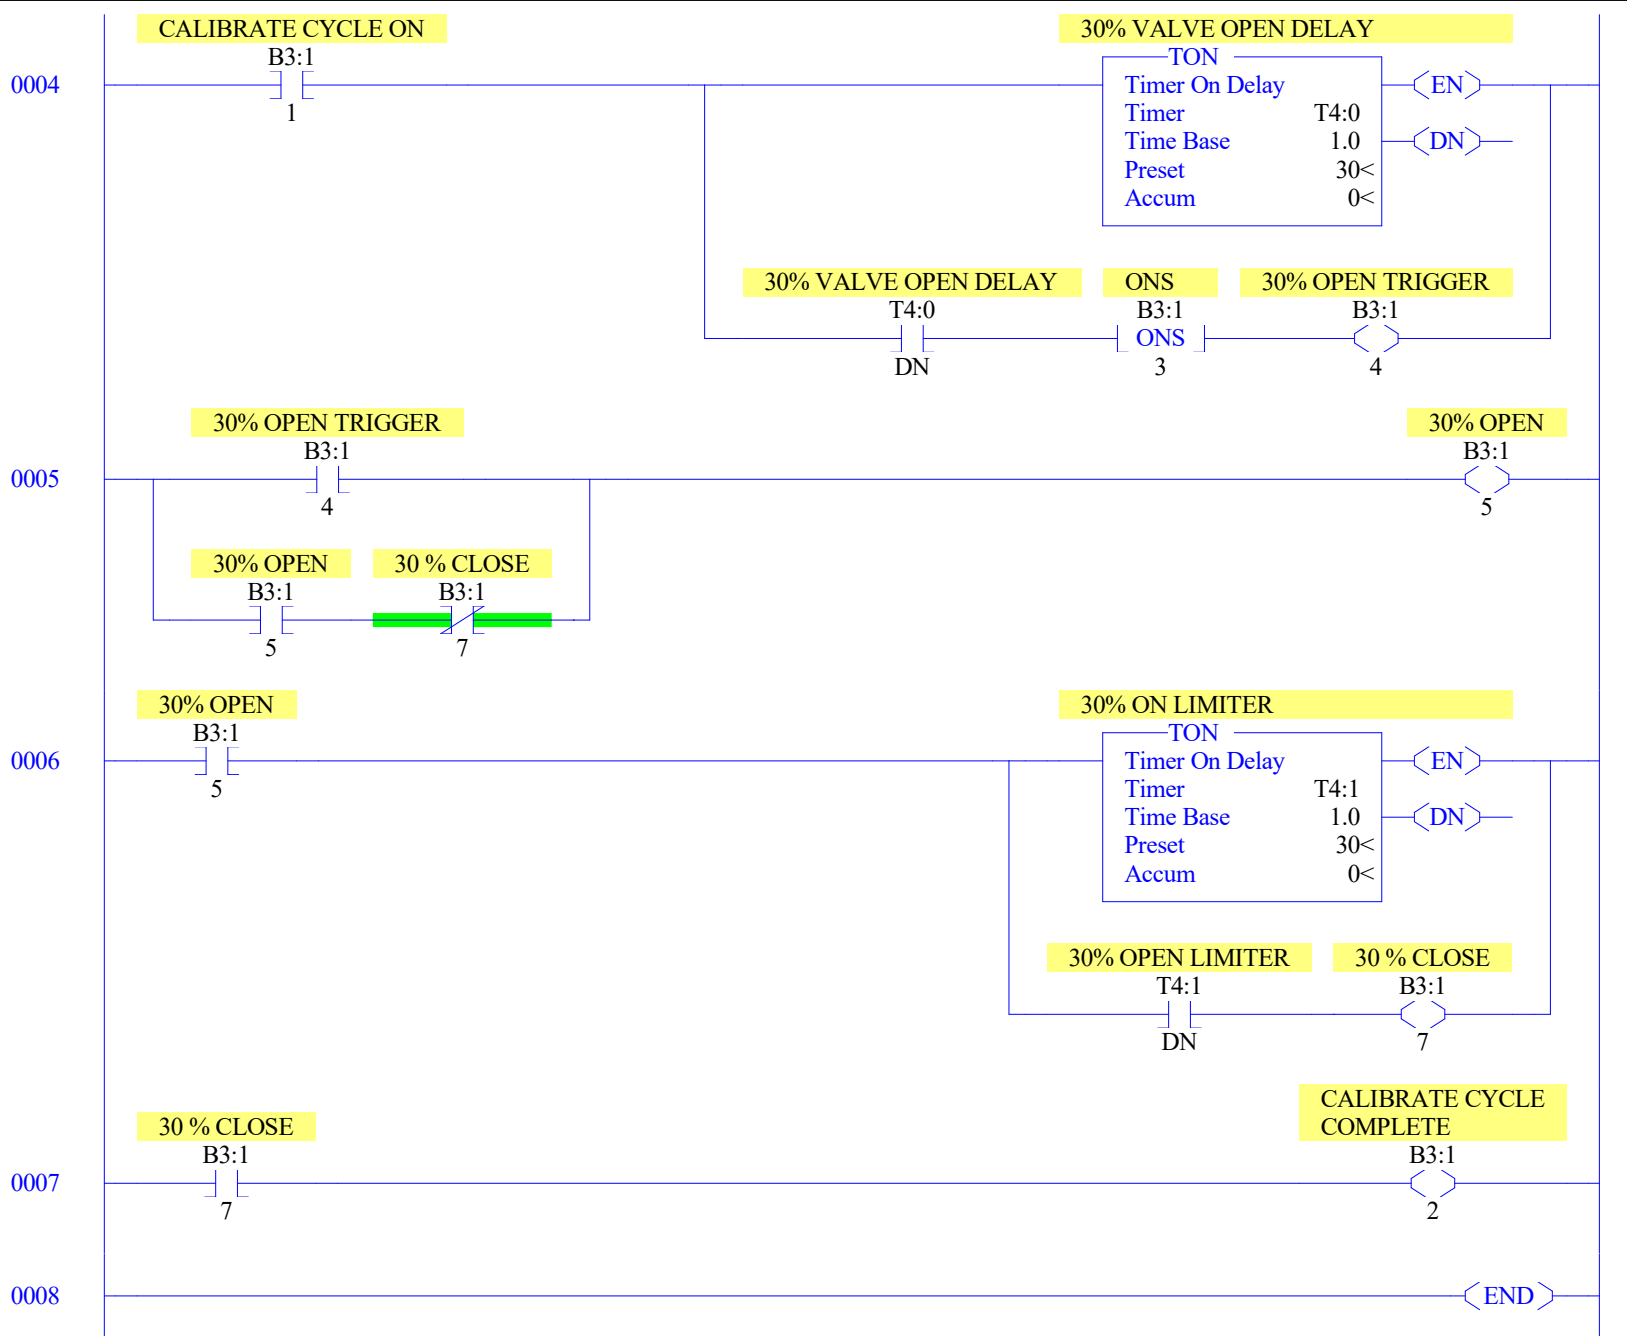 CALIBRATE CYCLE ON
30% VALVE OPEN DELAY
B3:1
TON
0004
Timer On Delay
EN
1
Timer T4:0
Time Base 1.0
DN
Preset 30<
Accum 0<
30% VALVE OPEN DELAY ONS 30% OPEN TRIGGER
T4:0 B3:1 B3:1
ONS
DN 3 4
30% OPEN TRIGGER 30% OPEN
B3:1 B3:1
0005
4 5
30% OPEN 30 % CLOSE
B3:1 B3:1
5 7
30% OPEN 30% ON LIMITER
B3:1 TON
0006 Timer On Delay EN
5 Timer T4:1
Time Base 1.0 DN
Preset 30<
Accum 0<
30% OPEN LIMITER 30 % CLOSE
T4:1 B3:1
DN 7
CALIBRATE CYCLE
30 % CLOSE COMPLETE
B3:1 B3:1
0007
7 2
0008 END